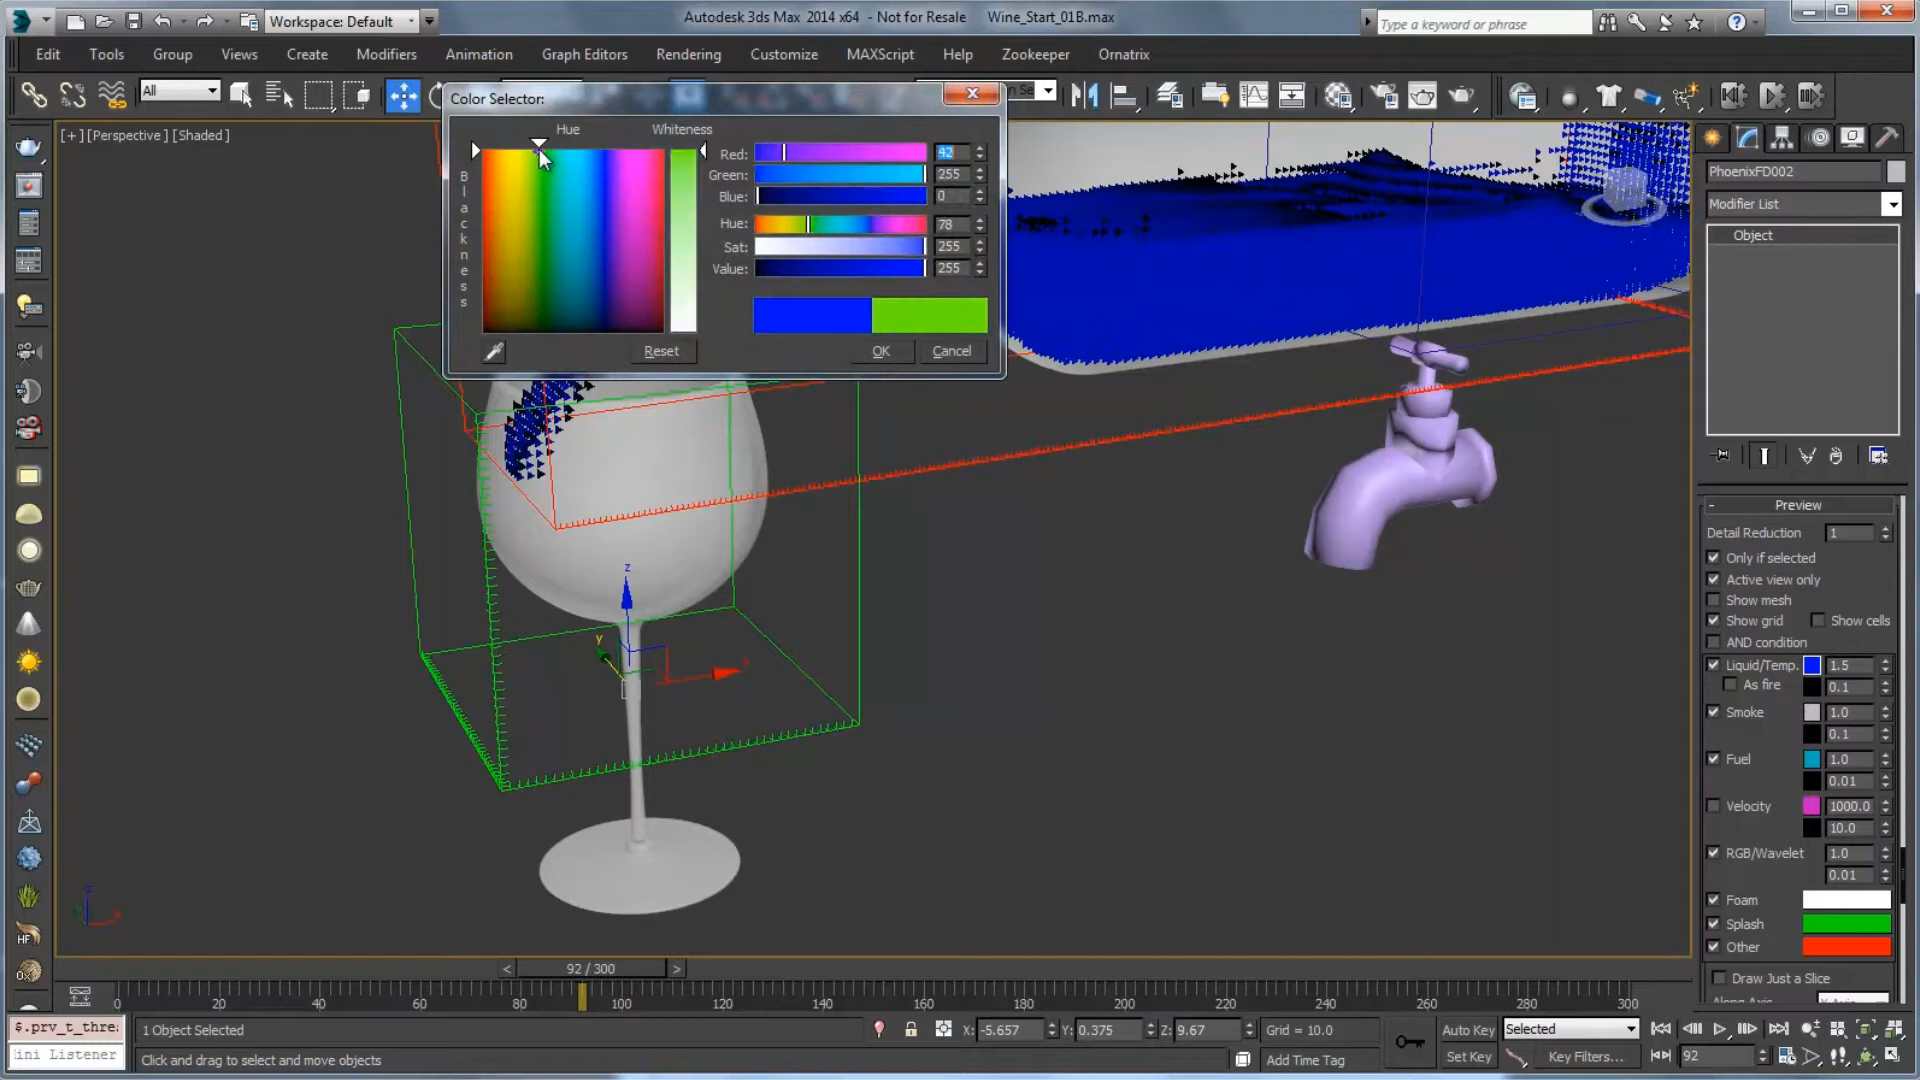 Workspace: Default
Autodesk 3ds Max 2014 x64 - Not for Resale Wine_Start_01B.max
Type a keyword or phrase
Edit Tools Group Views Create Modifiers Animation Graph Editors Rendering Customize MAXScript Help Zookeeper Ornatrix
All
Color Selector:
[+][Perspective][Shaded]
Hue Whiteness
Blackness
Red: 42
Green: 255
Blue: 0
Hue: 78
Sat: 255
Value: 255
Reset OK Cancel
PhoenixFD002
Modifier List
Object
Preview
Detail Reduction 1
Only if selected
Active view only
Show mesh
Show grid Show cells
AND condition
Liquid/Temp. 1.5
As fire 0.1
Smoke 1.0
0.1
Fuel 1.0
0.01
Velocity 1000.0
10.0
RGB/Wavelet 1.0
0.01
Foam
Splash
Other
Draw Just a Slice
z
y
HF
< 92 / 300 >
0 20 40 60 80 100 120 140 160 180 200 220 240 260 280 300
$.prv_t_thre:
ini Listener
1 Object Selected
Click and drag to select and move objects
X: -5.657 Y: 0.375 Z: 9.67 Grid = 10.0
Add Time Tag
Auto Key Selected
Set Key Key Filters...
92